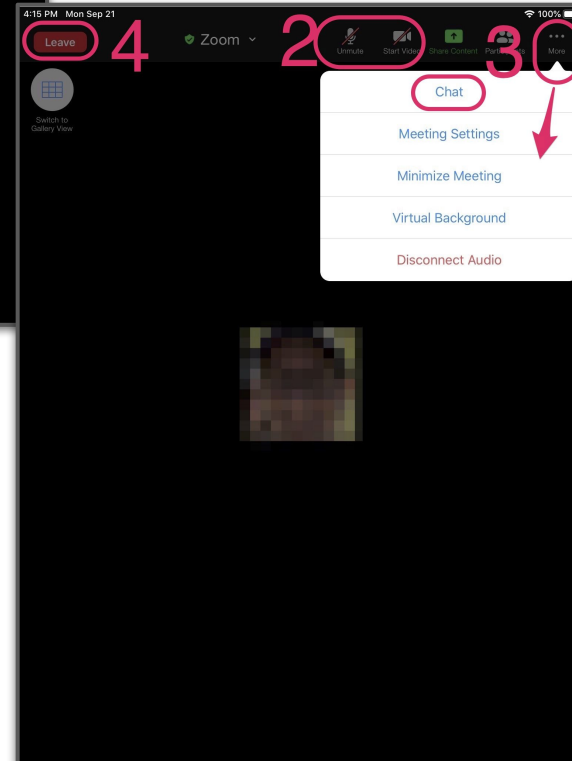 4:15 PM Mon Sep 21 100%
Leave 4 Zoom 2 Unmute Start Video Share Content 3 Participants More
Switch to
Gallery View
Chat
Meeting Settings
Minimize Meeting
Virtual Background
Disconnect Audio